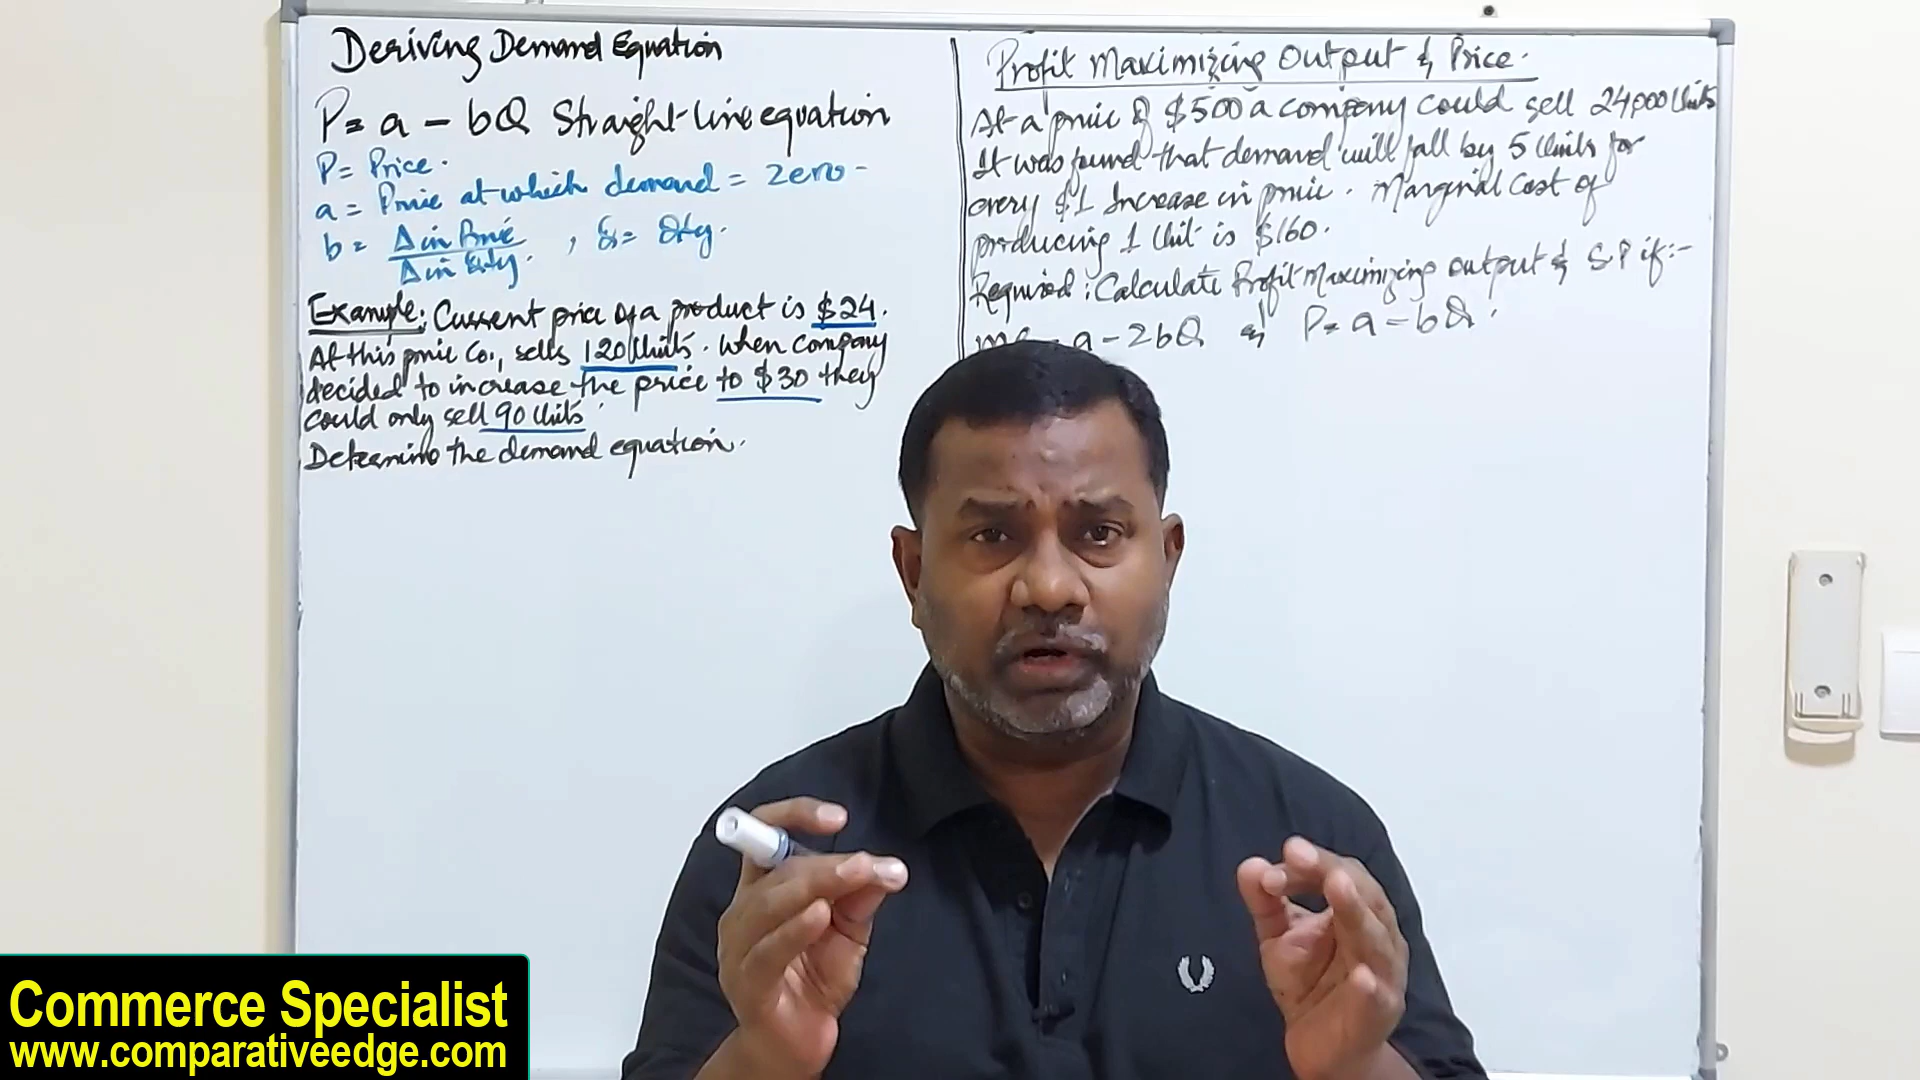 Deriving Demand Equation
P = a - bQ Straight-line equation
P = Price.
a = Price at which demand = Zero -
b = Δ in Price / Δ in Qty. , Q = Qty.
Example: Current price of a product is $24.
At this price Co., sells 120 Units. When company
decided to increase the price to $30 they
could only sell 90 Units.
Determine the demand equation.
Profit Maximizing Output & Price.
At a price of $500 a company could sell 24000 Units
It was found that demand will fall by 5 Units for
every $1 Increase in price. Marginal Cost of
producing 1 Unit is $160.
Required: Calculate Profit Maximizing output & SP if:-
= a - 2bQ & P = a - bQ.
Commerce Specialist
www.comparativeedge.com